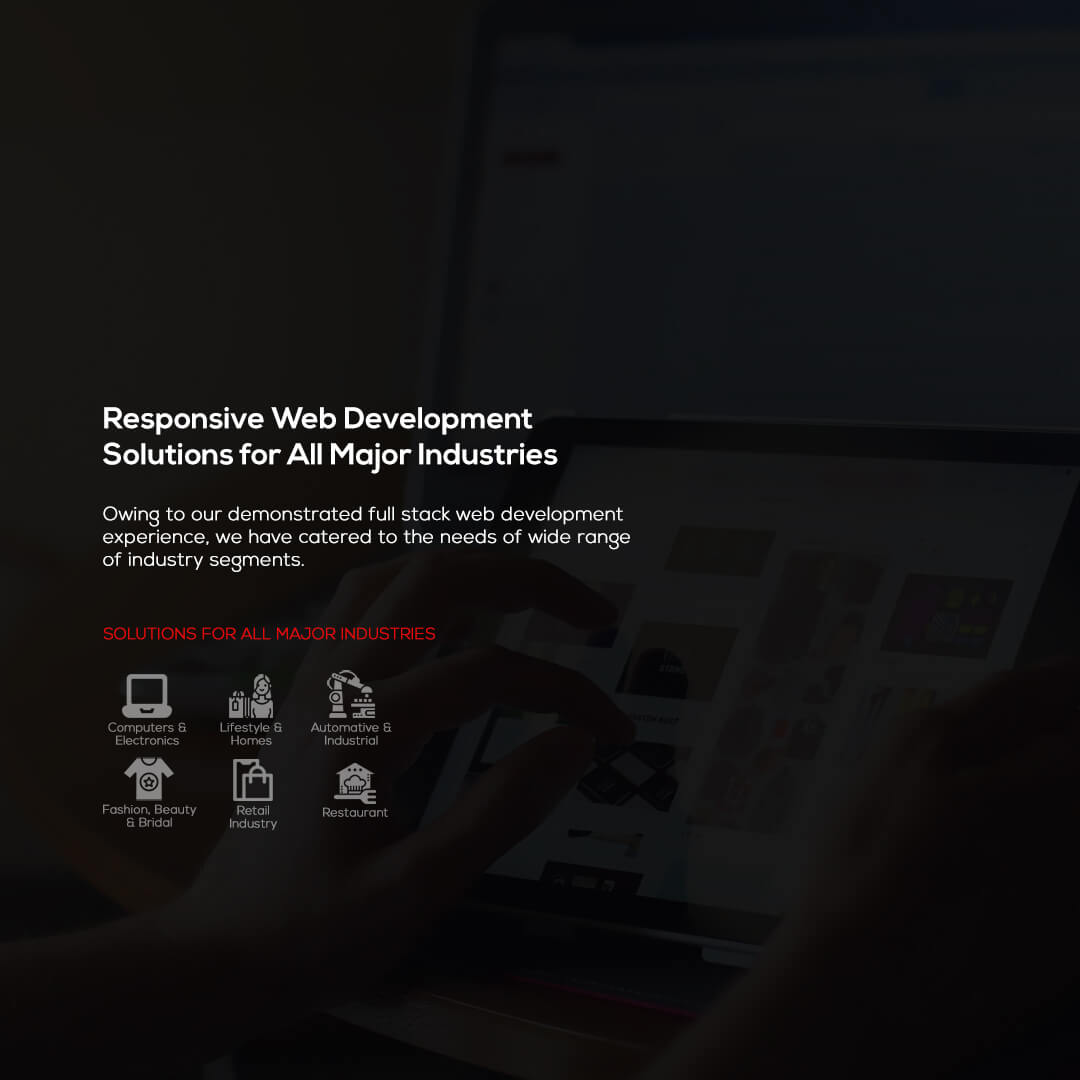 Responsive Web Development
Solutions for All Major Industries
Owing to our demonstrated full stack web development
experience, we have catered to the needs of wide range
of industry segments.
SOLUTIONS FOR ALL MAJOR INDUSTRIES
Computers &
Electronics
Lifestyle &
Homes
Automative &
Industrial
Fashion, Beauty
& Bridal
Retail
Industry
Restaurant